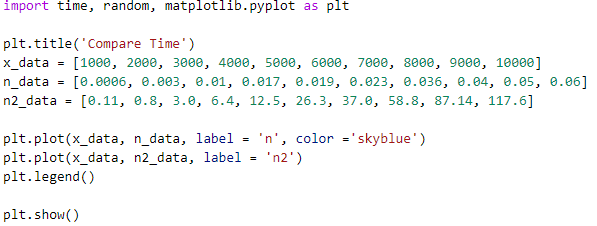 import time, random, matplotlib.pyplot as plt
plt.title('Compare Time')
x_data = [1000, 2000, 3000, 4000, 5000, 6000, 7000, 8000, 9000, 10000]
n_data = [0.0006, 0.003, 0.01, 0.017, 0.019, 0.023, 0.036, 0.04, 0.05, 0.06]
n2_data = [0.11, 0.8, 3.0, 6.4, 12.5, 26.3, 37.0, 58.8, 87.14, 117.6]
plt.plot(x_data, n_data, label = 'n', color ='skyblue')
plt.plot(x_data, n2_data, label = 'n2')
plt.legend()
plt.show()